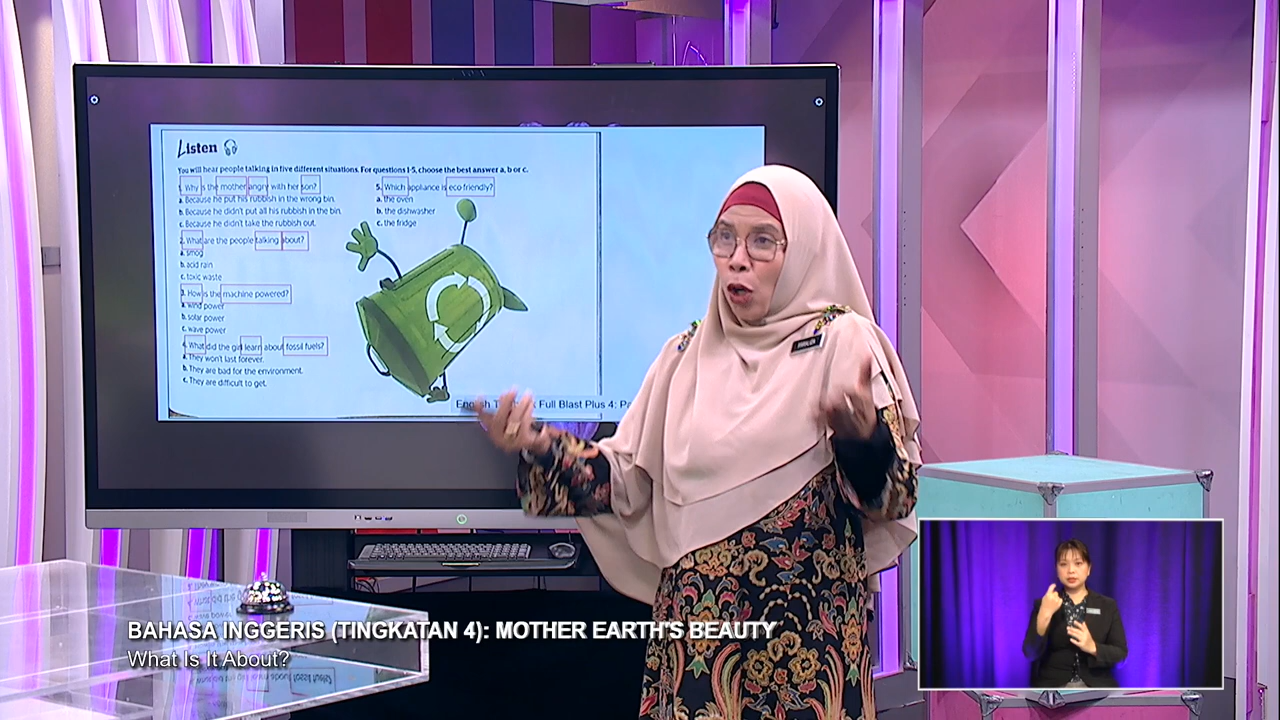 Listen
You will hear people talking in five different situations. For questions 1-5, choose the best answer a, b or c.
1. Why is the mother angry with her son?
a. Because he put his rubbish in the wrong bin.
b. Because he didn't put all his rubbish in the bin.
c. Because he didn't take the rubbish out.
2. What are the people talking about?
a. smog
b. acid rain
c. toxic waste
3. How is the machine powered?
a. wind power
b. solar power
c. wave power
4. What did the girl learn about fossil fuels?
a. They won't last forever.
b. They are bad for the environment.
c. They are difficult to get.
5. Which appliance is eco friendly?
a. the oven
b. the dishwasher
c. the fridge
English Full Blast Plus 4:
BAHASA INGGERIS (TINGKATAN 4): MOTHER EARTH'S BEAUTY
What Is It About?